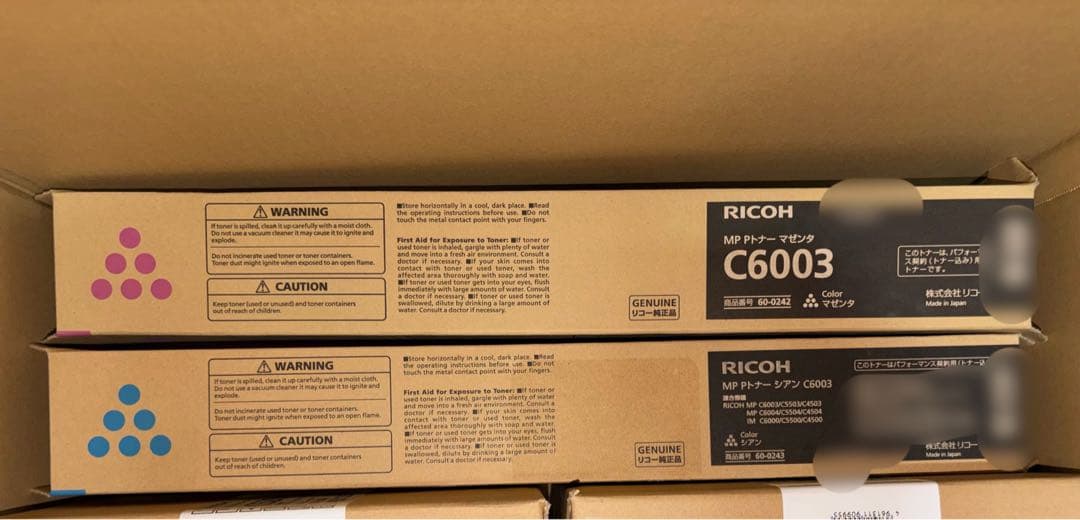 WARNING
If toner is spilled, clean it up carefully with a moist cloth.
Do not use a vacuum cleaner it may cause it to ignite and
explode.
Do not incinerate used toner or toner containers.
Toner dust might ignite when exposed to an open flame.
CAUTION
Keep toner (used or unused) and toner containers
out of reach of children.
■Store horizontally in a cool, dark place. ■Read
the operating instructions before use. ■Do not
touch the metal contact point with your fingers.
First Aid for Exposure to Toner: ■If toner or
used toner is inhaled, gargle with plenty of water
and move into a fresh air environment. Consult a
doctor if necessary. ■If your skin comes into
contact with toner or used toner, wash the
affected area thoroughly with soap and water.
■If toner or used toner gets into your eyes, flush
immediately with large amounts of water. Consult
a doctor if necessary. ■If toner or used toner is
swallowed, dilute by drinking a large amount of
water. Consult a doctor if necessary.
GENUINE
リコー純正品
RICOH
MP Pトナー マゼンタ
C6003
商品番号 60-0242
Color
マゼンタ
このトナーは、パフォー
ス契約(トナー込み)
トナーです。
株式会社リコ
Made in Japan
WARNING
If toner is spilled, clean it up carefully with a moist cloth.
Do not use a vacuum cleaner it may cause it to ignite and
explode.
Do not incinerate used toner or toner containers.
Toner dust might ignite when exposed to an open flame.
CAUTION
Keep toner (used or unused) and toner containers
out of reach of children.
■Store horizontally in a cool, dark place. ■Read
the operating instructions before use. ■Do not
touch the metal contact point with your fingers.
First Aid for Exposure to Toner: ■If toner or
used toner is inhaled, gargle with plenty of water
and move into a fresh air environment. Consult a
doctor if necessary. ■If your skin comes into
contact with toner or used toner, wash the
affected area thoroughly with soap and water.
■If toner or used toner gets into your eyes, flush
immediately with large amounts of water. Consult
a doctor if necessary. ■If toner or used toner is
swallowed, dilute by drinking a large amount of
water. Consult a doctor if necessary.
GENUINE
リコー純正品
RICOH
このトナーはパフォーマンス契約用(トナー込
MP Pトナー シアン C6003
適合機種
RICOH MP C6003/C5503/C4503
MP C6004/C5504/C4504
IM C6000/C5500/C4500
Color
シアン
商品番号 60-0243
株式会社リコー
Made in Japan